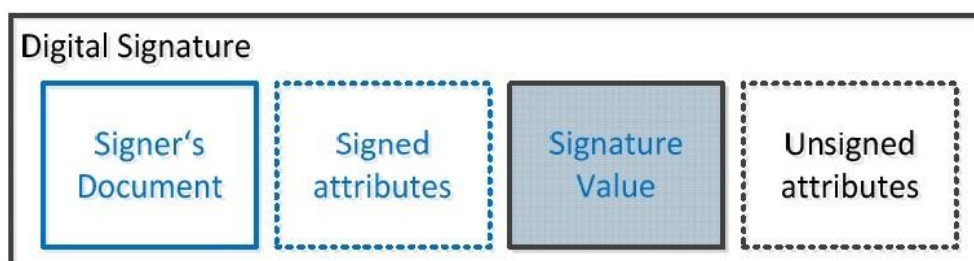 Digital Signature
Signer‘s
Document
Signed
attributes
Signature
Value
Unsigned
attributes